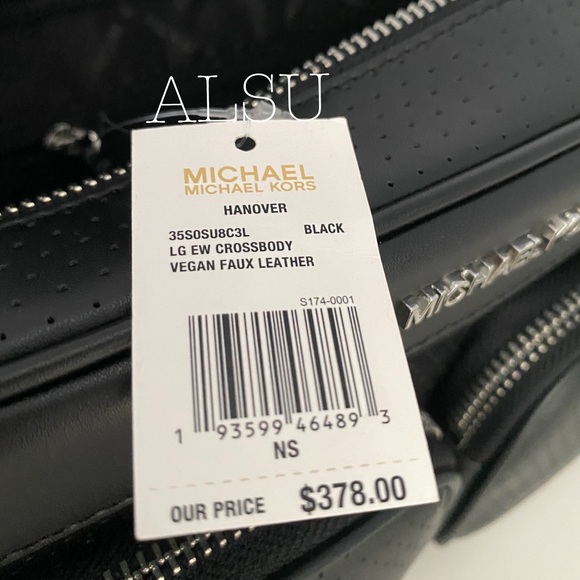 ALSU
MICHAEL
MICHAEL KORS
HANOVER
35S0SU8C3L BLACK
LG EW CROSSBODY
VEGAN FAUX LEATHER
S174-0001
1 93599 46489 3
NS
OUR PRICE $378.00
MICHAEL